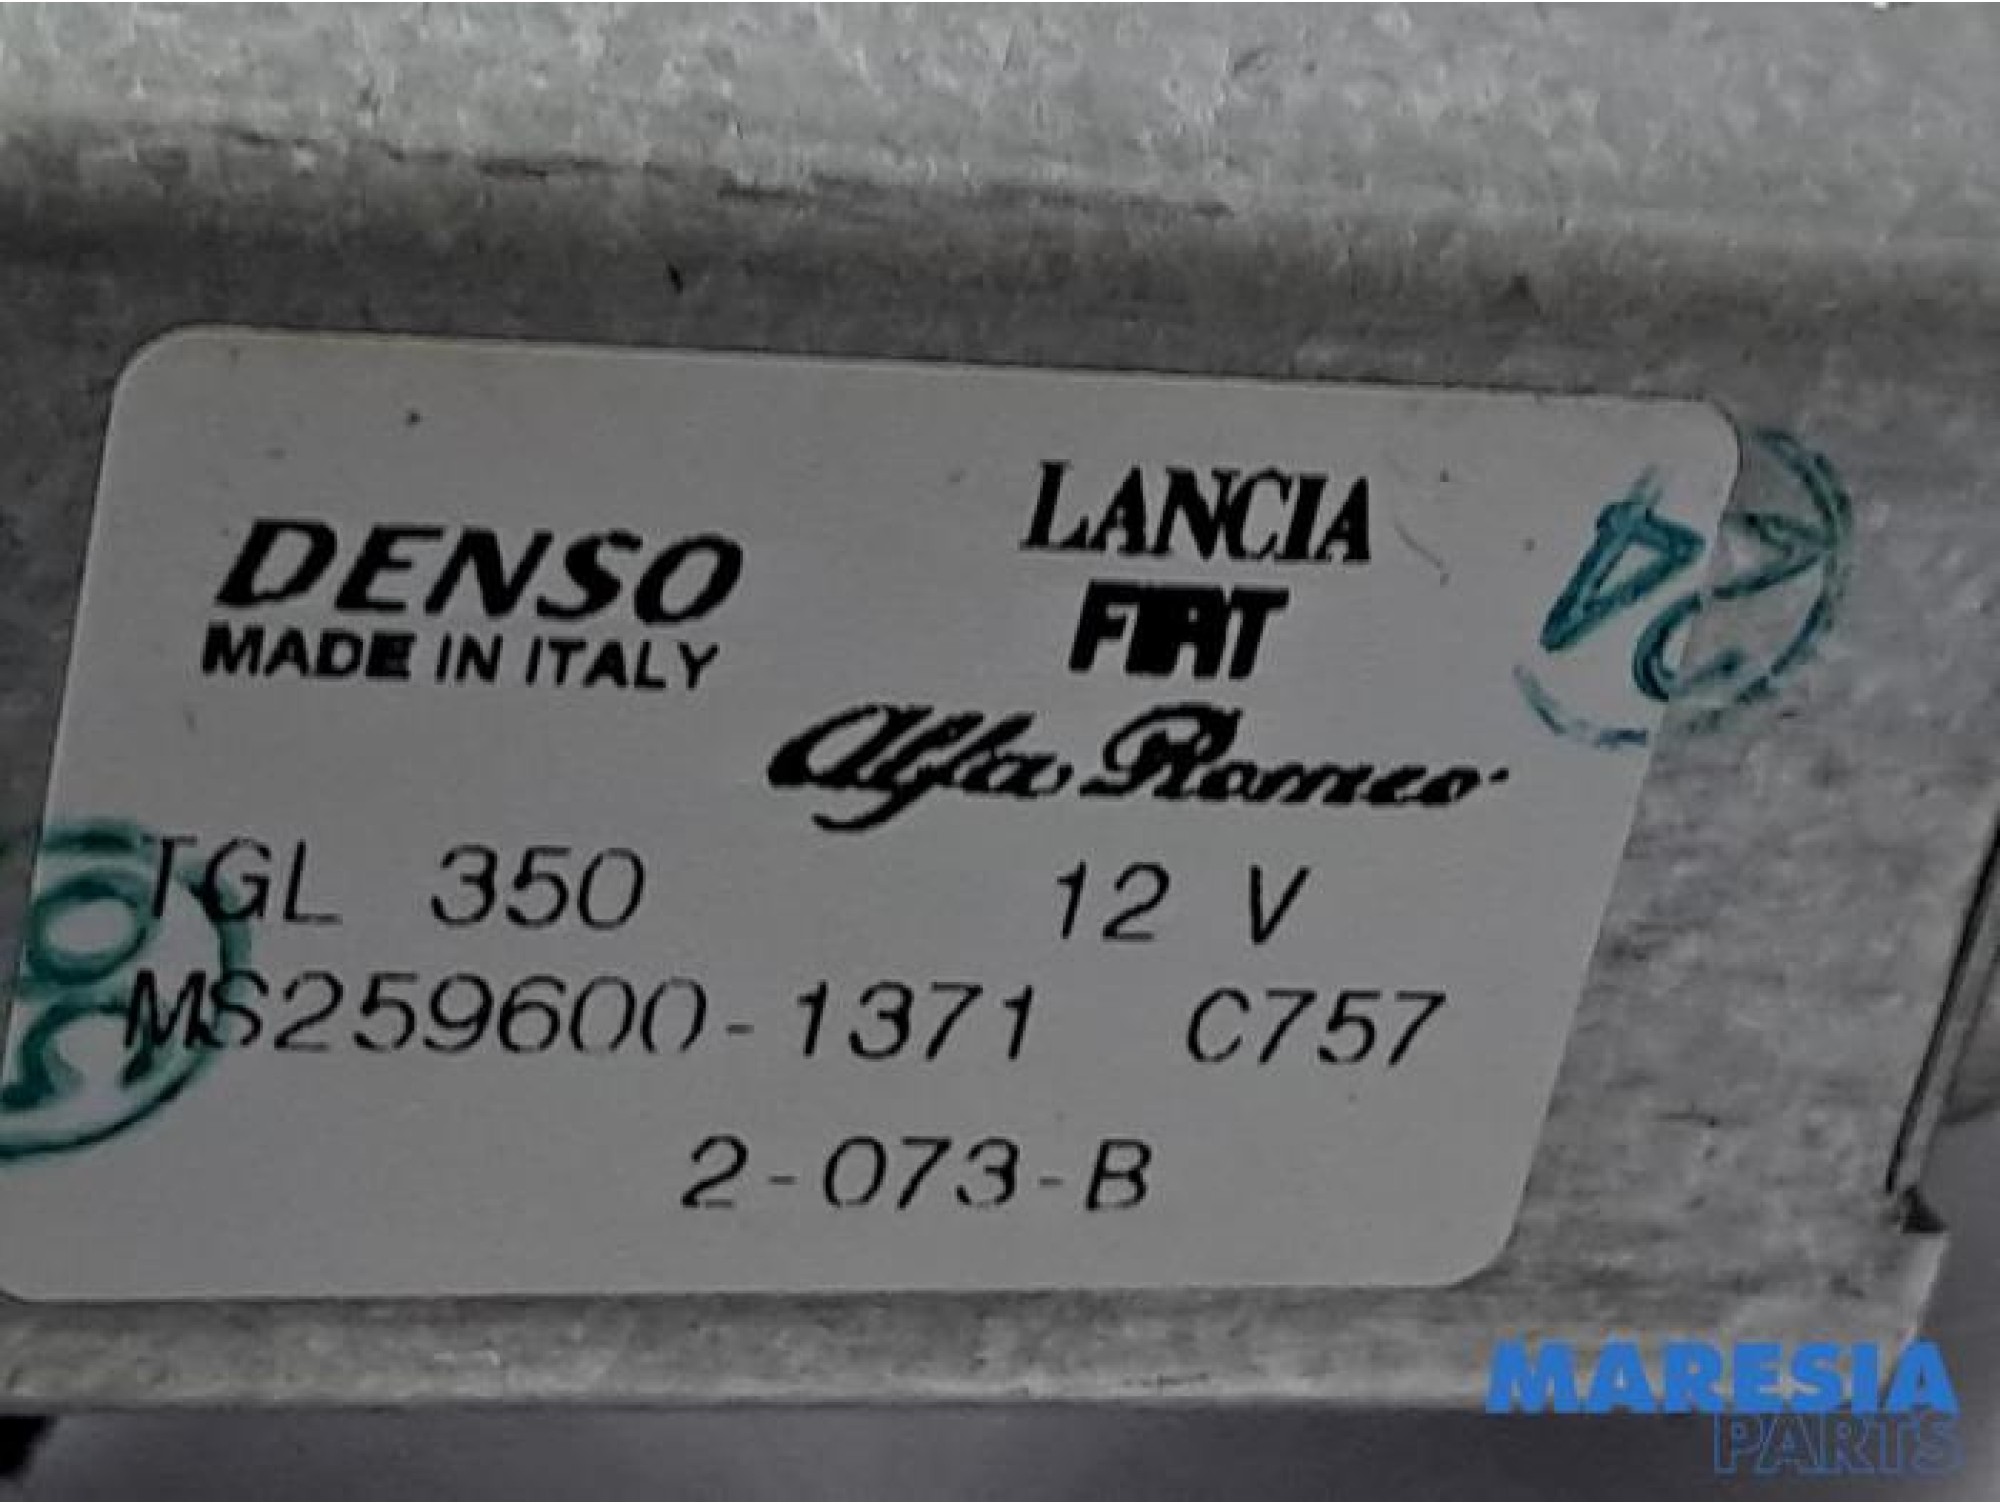 DENSO
MADE IN ITALY
LANCIA
FIAT
Alfa Romeo
TGL 350 12 V
MS259600-1371 C757
2-073-B
MARESIA
PARTS